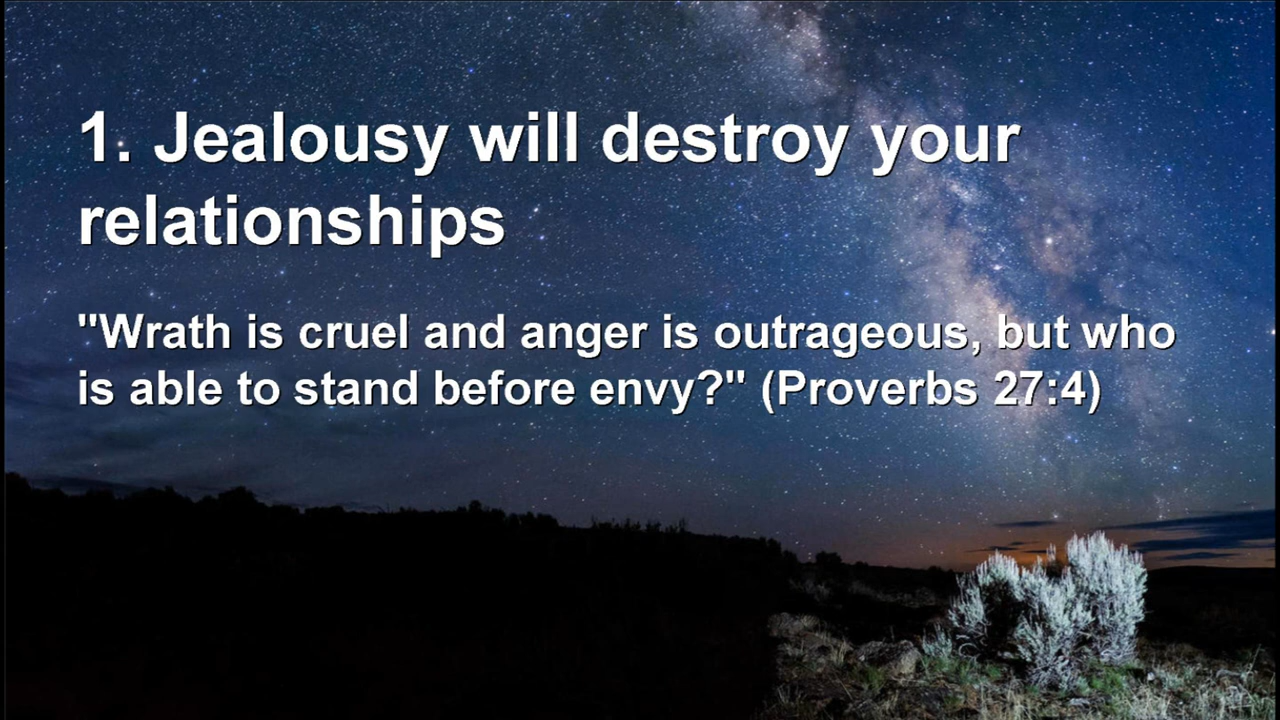 1. Jealousy will destroy your
relationships
"Wrath is cruel and anger is outrageous, but who
is able to stand before envy?" (Proverbs 27:4)